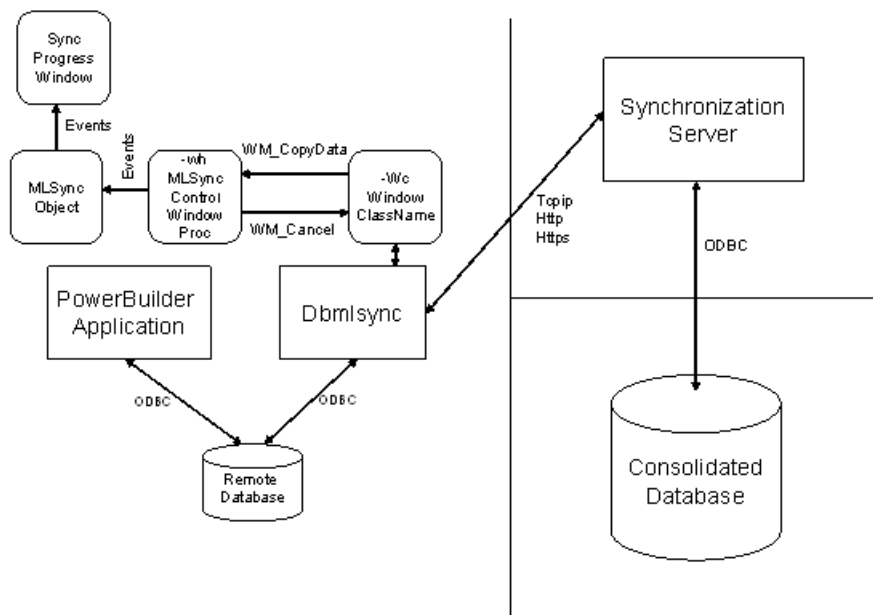 Sync
Progress
Window
Events
MLSync
Object
Events
-wh
MLSync
Control
Window
Proc
WM_CopyData
WM_Cancel
-Wc
Window
ClassName
PowerBuilder
Application
Dbmlsync
ODBC
ODBC
Remote
Database
Tcpip
Http
Https
Synchronization
Server
ODBC
Consolidated
Database